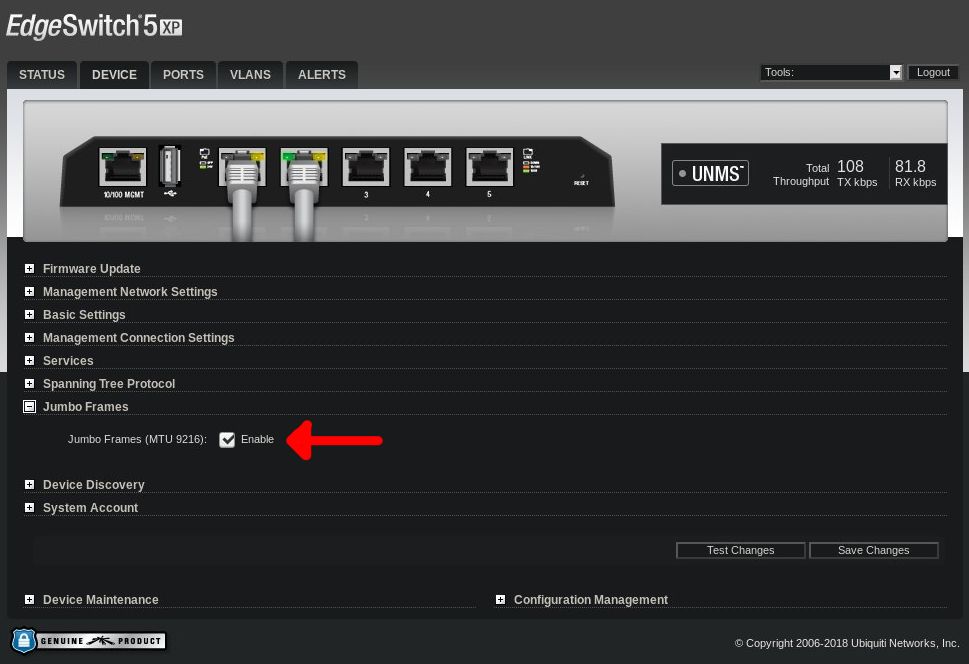 EdgeSwitch® 5 XP
STATUS DEVICE PORTS VLANS ALERTS
Tools: Logout
10/100 MGMT
PoE
LINK
3 4 5
RESET
UNMS™
Total Throughput
108 TX kbps
81.8 RX kbps
Firmware Update
Management Network Settings
Basic Settings
Management Connection Settings
Services
Spanning Tree Protocol
Jumbo Frames
Jumbo Frames (MTU 9216): Enable
Device Discovery
System Account
Test Changes Save Changes
Device Maintenance Configuration Management
GENUINE PRODUCT
© Copyright 2006-2018 Ubiquiti Networks, Inc.